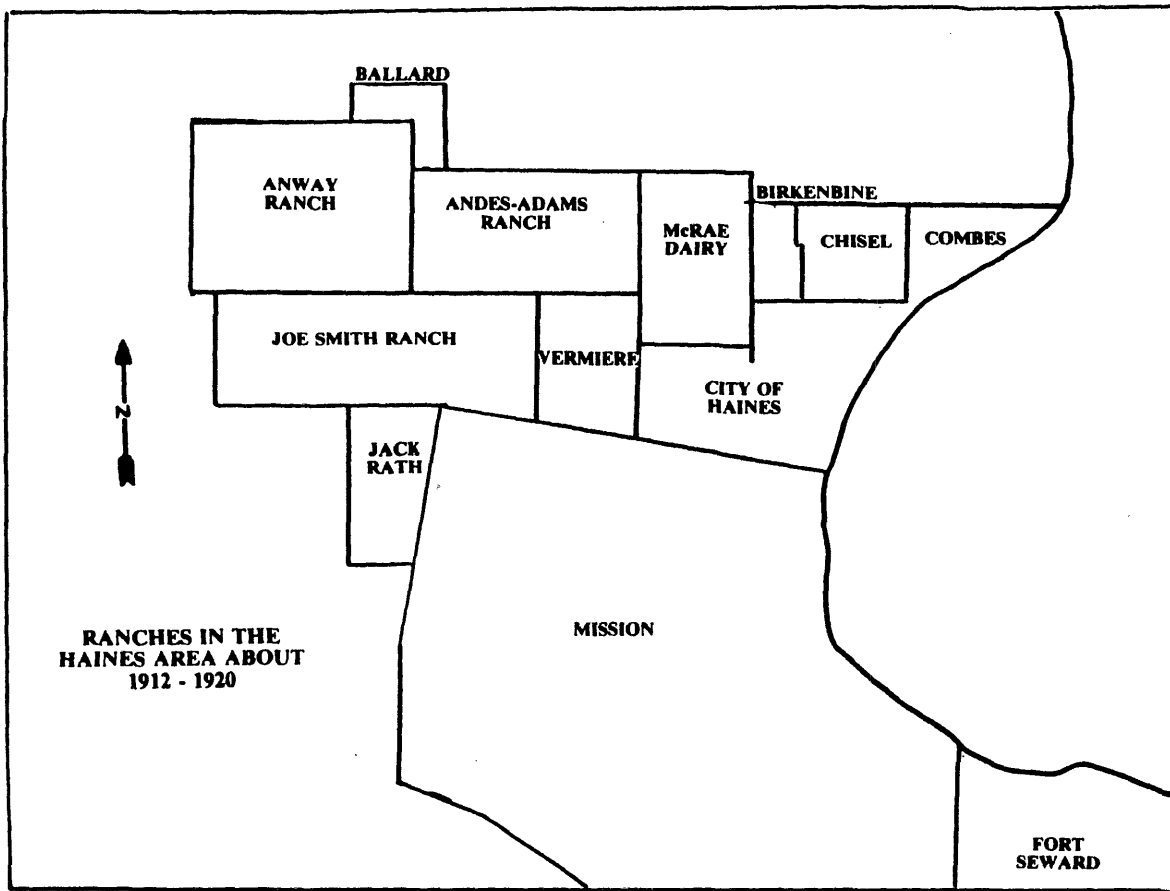 BALLARD
ANWAY
RANCH
ANDES-ADAMS
RANCH
BIRKENBINE
McRAE
DAIRY
CHISEL
COMBES
JOE SMITH RANCH
VERMIERE
CITY OF
HAINES
N
JACK
RATH
MISSION
RANCHES IN THE
HAINES AREA ABOUT
1912 - 1920
FORT
SEWARD